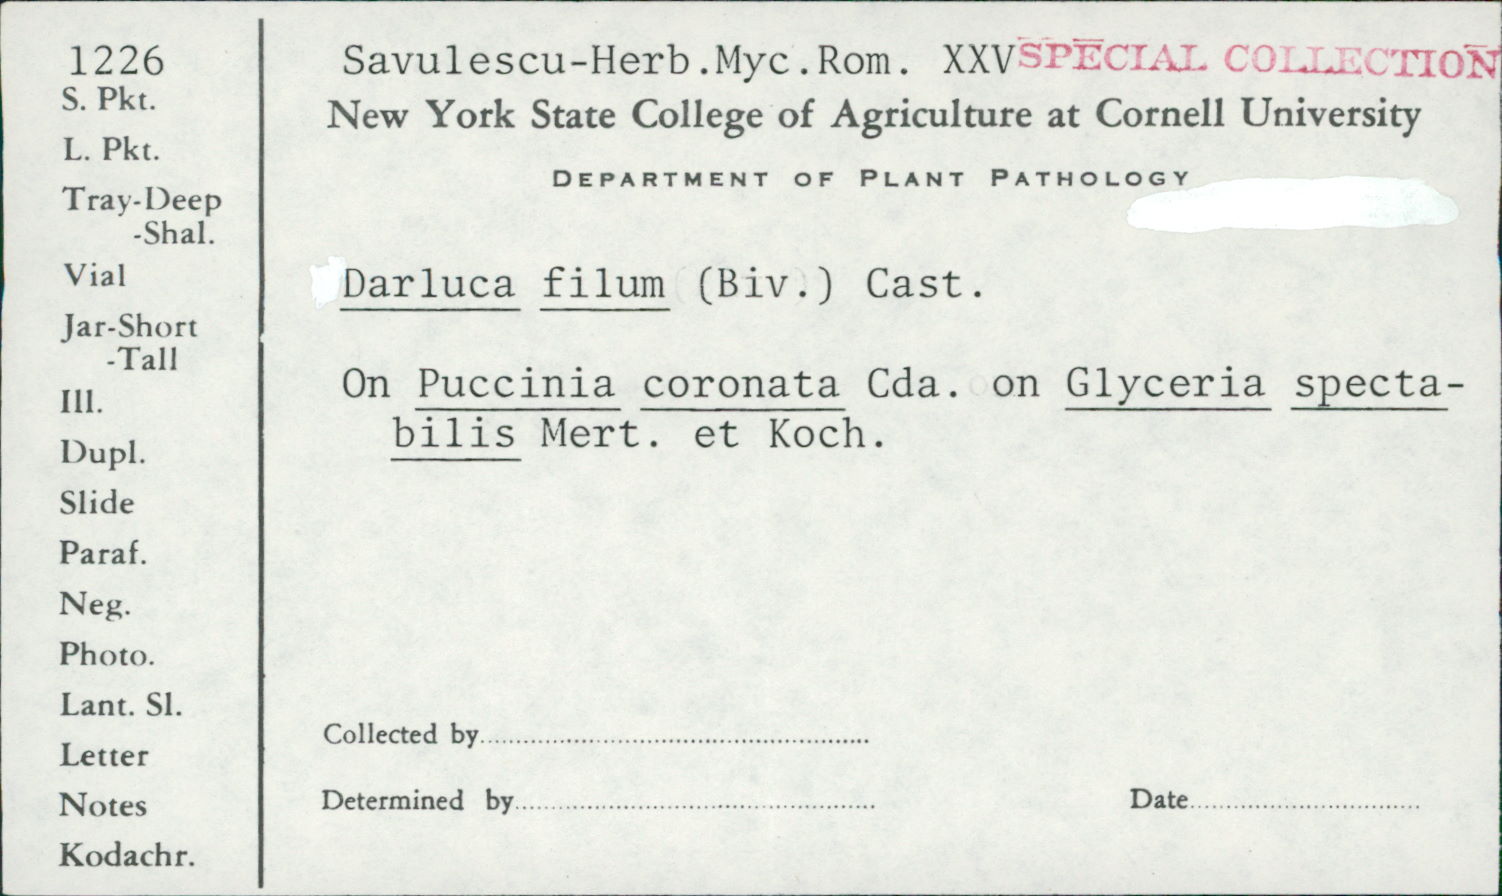 1226
S. Pkt.
L. Pkt.
Tray-Deep
-Shal.
Vial
Jar-Short
-Tall
Ill.
Dupl.
Slide
Paraf.
Neg.
Photo.
Lant. Sl.
Letter
Notes
Kodachr.
Savulescu-Herb.Myc.Rom. XXV SPECIAL COLLECTION
New York State College of Agriculture at Cornell University
DEPARTMENT OF PLANT PATHOLOGY
Darluca filum (Biv.) Cast.
On Puccinia coronata Cda. on Glyceria specta-
bilis Mert. et Koch.
Collected by
Determined by
Date